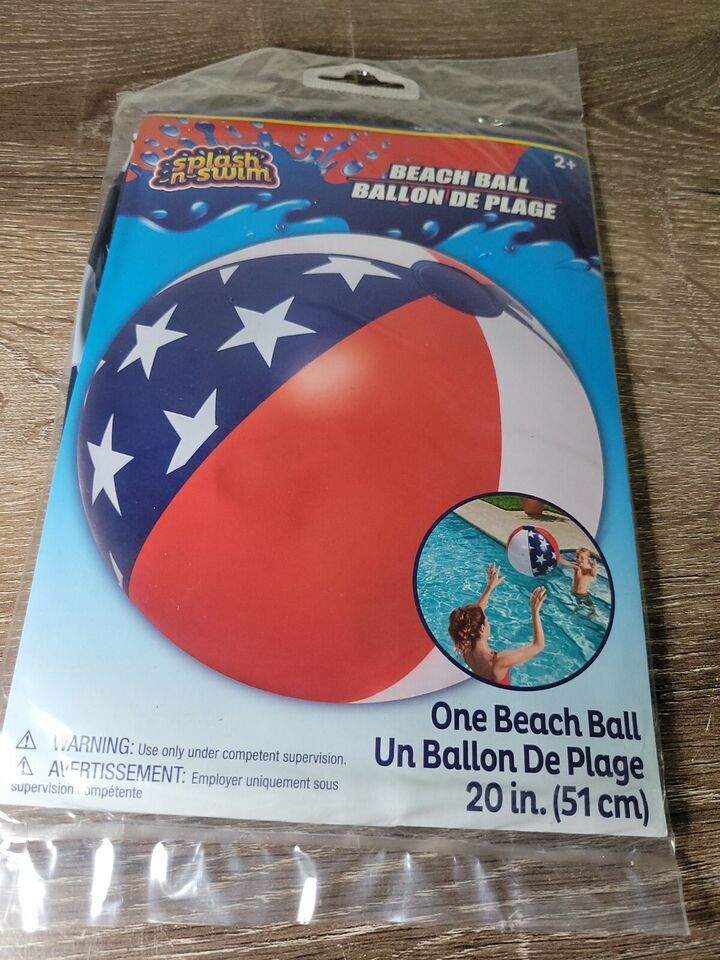 splash
n swim
BEACH BALL
BALLON DE PLAGE
2+
One Beach Ball
Un Ballon De Plage
20 in. (51 cm)
WARNING: Use only under competent supervision.
AVERTISSEMENT: Employer uniquement sous
supervision compétente